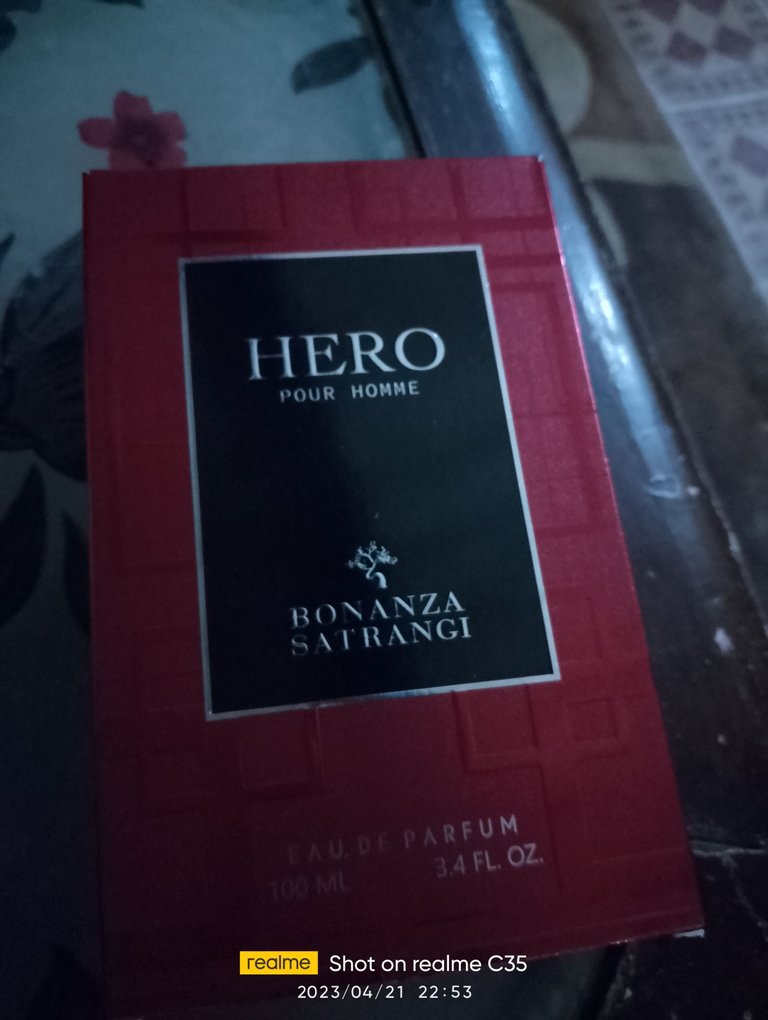 HERO
POUR HOMME
BONANZA
SATRANGI
EAU DE PARFUM
100 ML 3.4 FL. OZ.
realme Shot on realme C35
2023/04/21 22:53